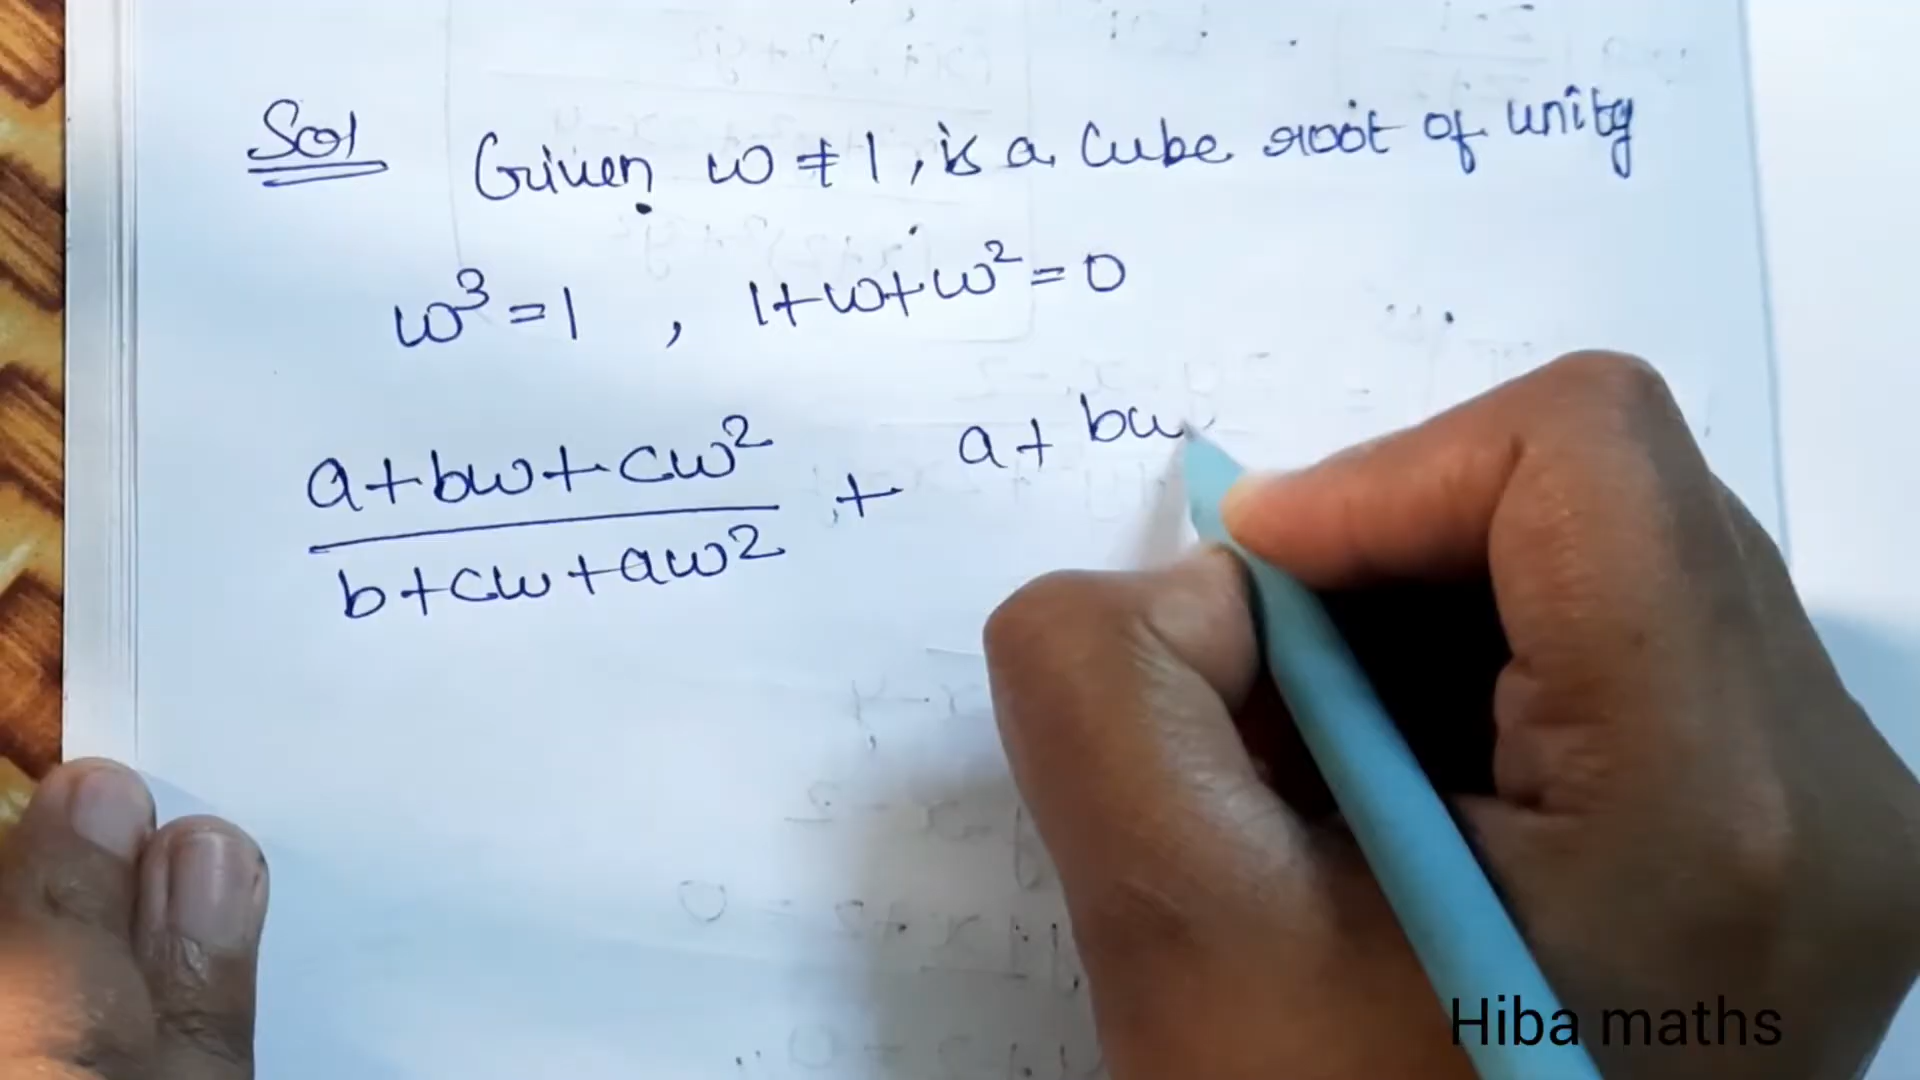 Sol Given ω ≠ 1, is a Cube root of unity
ω³ = 1 , 1+ω+ω² = 0
a+bω+cω² + a + bω
b+cω+aω²
Hiba maths